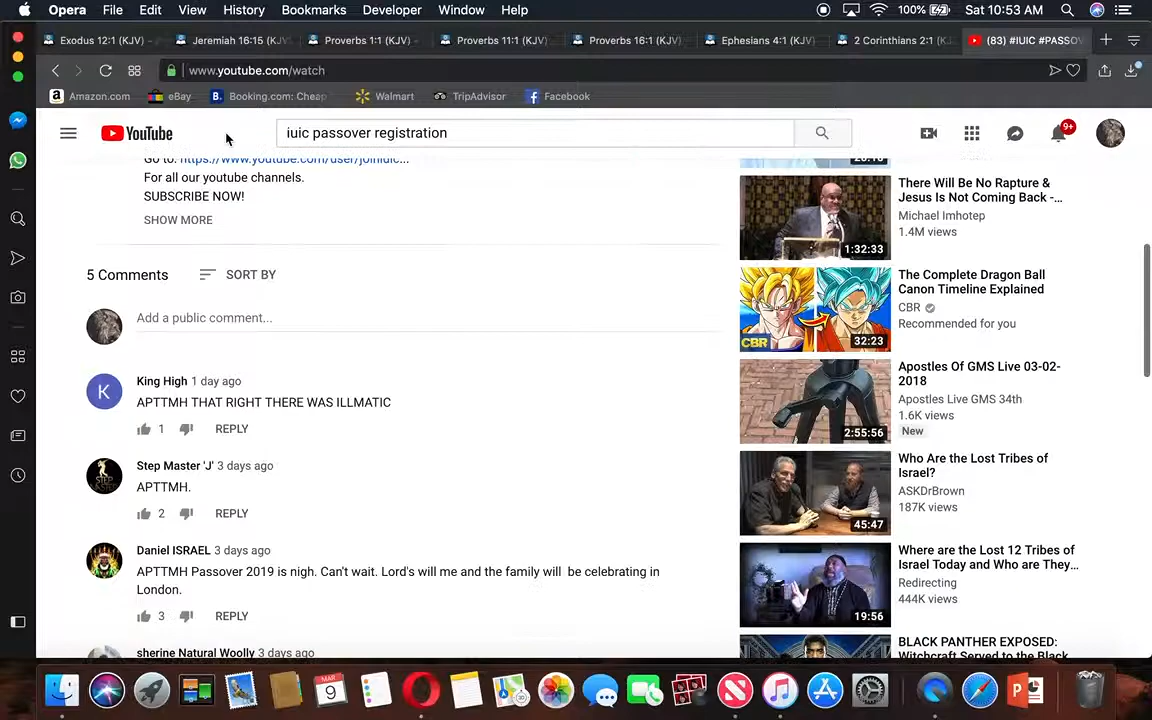 Opera File Edit View History Bookmarks Developer Window Help 100% Sat 10:53 AM
Exodus 12:1 (KJV) - Jeremiah 16:15 (KJV) Proverbs 1:1 (KJV) - Proverbs 11:1 (KJV) Proverbs 16:1 (KJV) Ephesians 4:1 (KJV) 2 Corinthians 2:1 (K. (83) #IUIC #PASSOV
www.youtube.com/watch
Amazon.com eBay Booking.com: Cheap Walmart TripAdvisor Facebook
YouTube iuic passover registration 9+
Go to: https://www.youtube.com/user/joiniuic...
For all our youtube channels.
SUBSCRIBE NOW!
SHOW MORE
5 Comments SORT BY
Add a public comment...
King High 1 day ago
APTTMH THAT RIGHT THERE WAS ILLMATIC
1 REPLY
Step Master 'J' 3 days ago
APTTMH.
2 REPLY
Daniel ISRAEL 3 days ago
APTTMH Passover 2019 is nigh. Can't wait. Lord's will me and the family will be celebrating in
London.
3 REPLY
sherine Natural Woolly 3 days ago
There Will Be No Rapture &
Jesus Is Not Coming Back -...
Michael Imhotep
1.4M views
1:32:33
The Complete Dragon Ball
Canon Timeline Explained
CBR
Recommended for you
CBR
32:23
Apostles Of GMS Live 03-02-
2018
Apostles Live GMS 34th
1.6K views
New
2:55:56
Who Are the Lost Tribes of
Israel?
ASKDrBrown
187K views
45:47
Where are the Lost 12 Tribes of
Israel Today and Who are They...
Redirecting
444K views
19:56
BLACK PANTHER EXPOSED:
Witchcraft Served to the Black
MAR
9